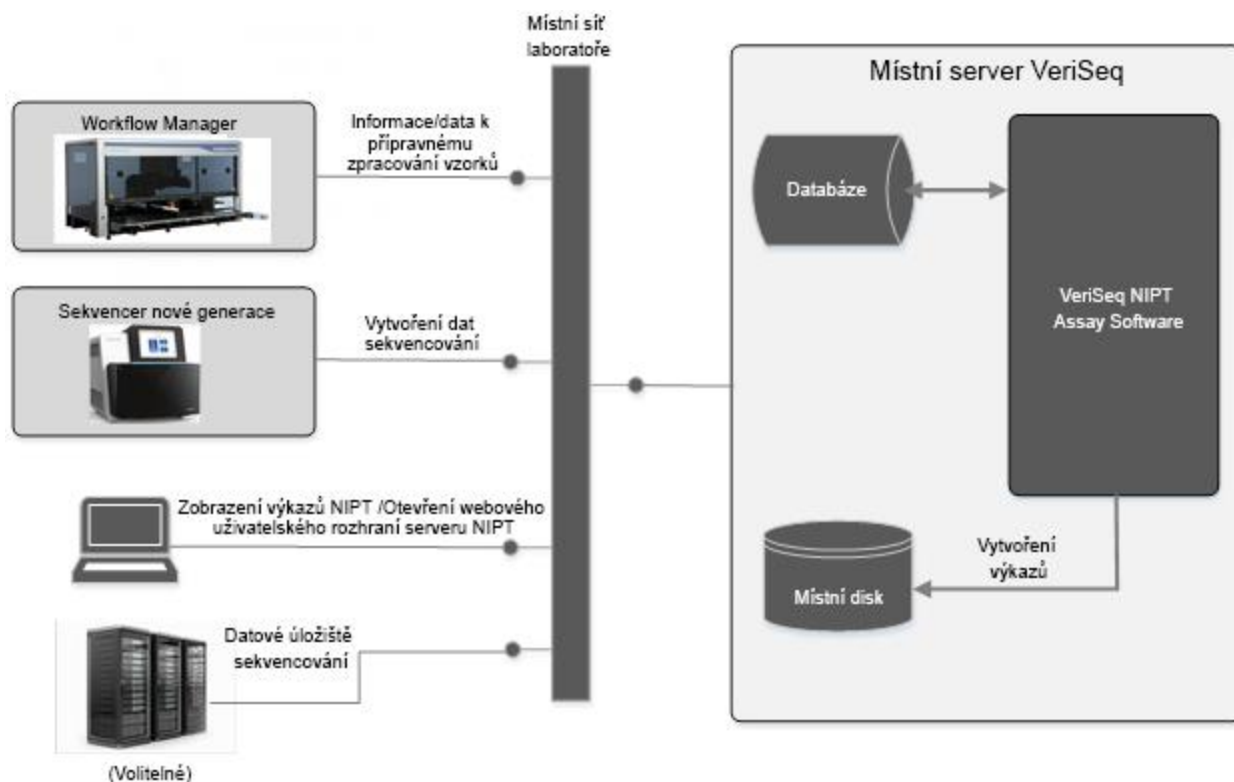 Místní síť
laboratoře
Místní server VeriSeq
Workflow Manager
Informace/data k
přípravnému
zpracování vzorků
Databáze
VeriSeq NIPT
Assay Software
Sekvencer nové generace
Vytvoření dat
sekvencování
Zobrazení výkazů NIPT /Otevření webového
uživatelského rozhraní serveru NIPT
Vytvoření
výkazů
Místní disk
Datové úložiště
sekvencování
(Volitelné)